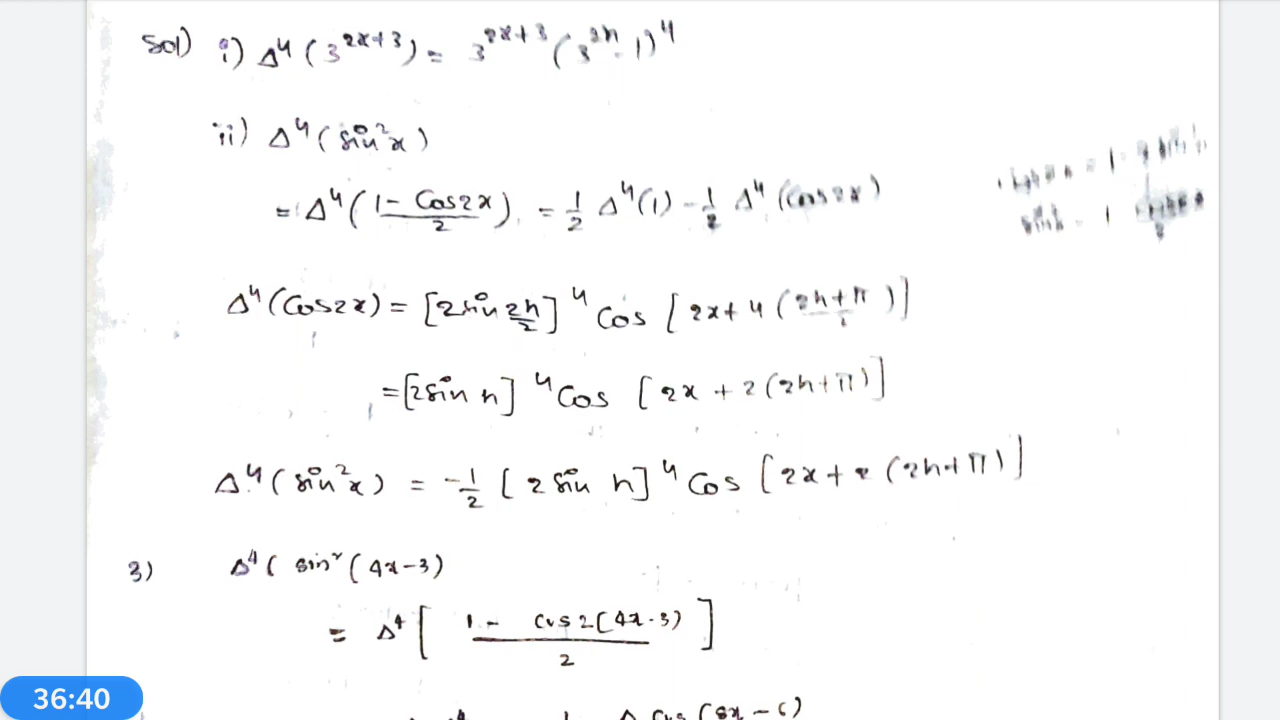 Sol) i) Δ⁴(3^{2x+3}) = 3^{2x+3}(3^{2h} - 1)⁴
ii) Δ⁴(sin²x)
= Δ⁴(1 - Cos2x / 2) = 1/2 Δ⁴(1) - 1/2 Δ⁴(Cos2x)
Δ⁴(Cos2x) = [2sin 2h/2]⁴ Cos [2x + 4(2h+π / 2)]
= [2sin h]⁴ Cos [2x + 2(2h+π)]
Δ⁴(sin²x) = -1/2 [2 sin h]⁴ Cos [2x + 2(2h+π)]
3) Δ⁴( sin²(4x-3)
= Δ⁴[ 1 - cos 2(4x-3) / 2 ]
Cos (8x - 6)
36:40